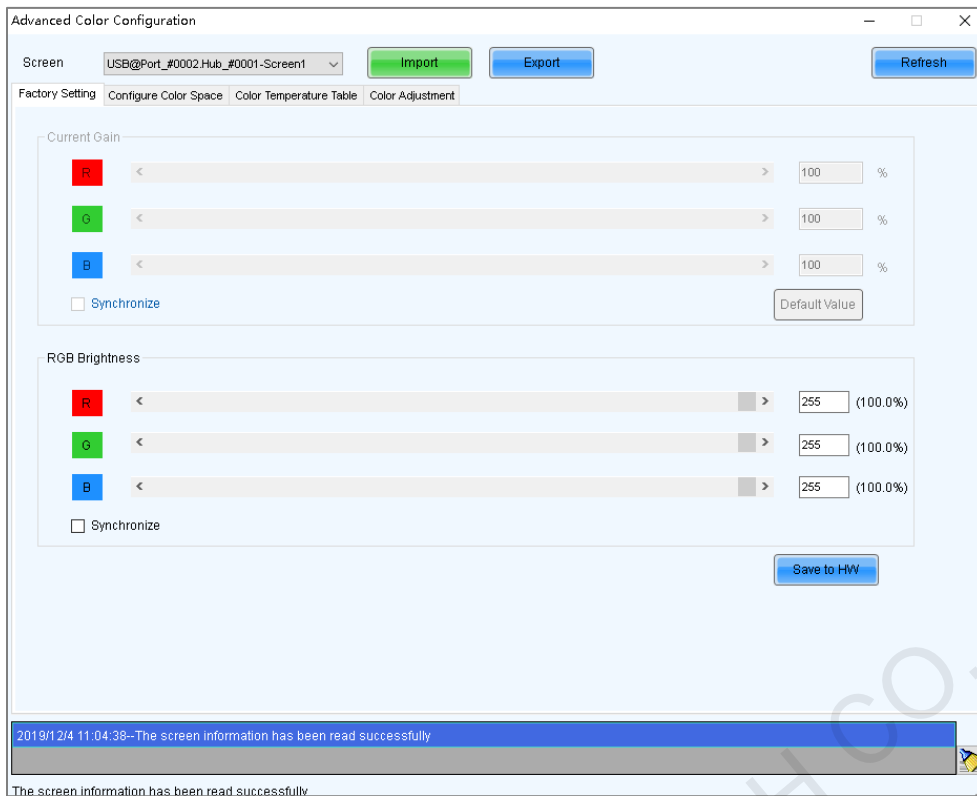 Advanced Color Configuration
Screen USB@Port_#0002.Hub_#0001-Screen1 Import Export Refresh
Factory Setting Configure Color Space Color Temperature Table Color Adjustment
Current Gain
R 100 %
G 100 %
B 100 %
Synchronize Default Value
RGB Brightness
R 255 (100.0%)
G 255 (100.0%)
B 255 (100.0%)
Synchronize
Save to HW
H CO.,
2019/12/4 11:04:38--The screen information has been read successfully
The screen information has been read successfully